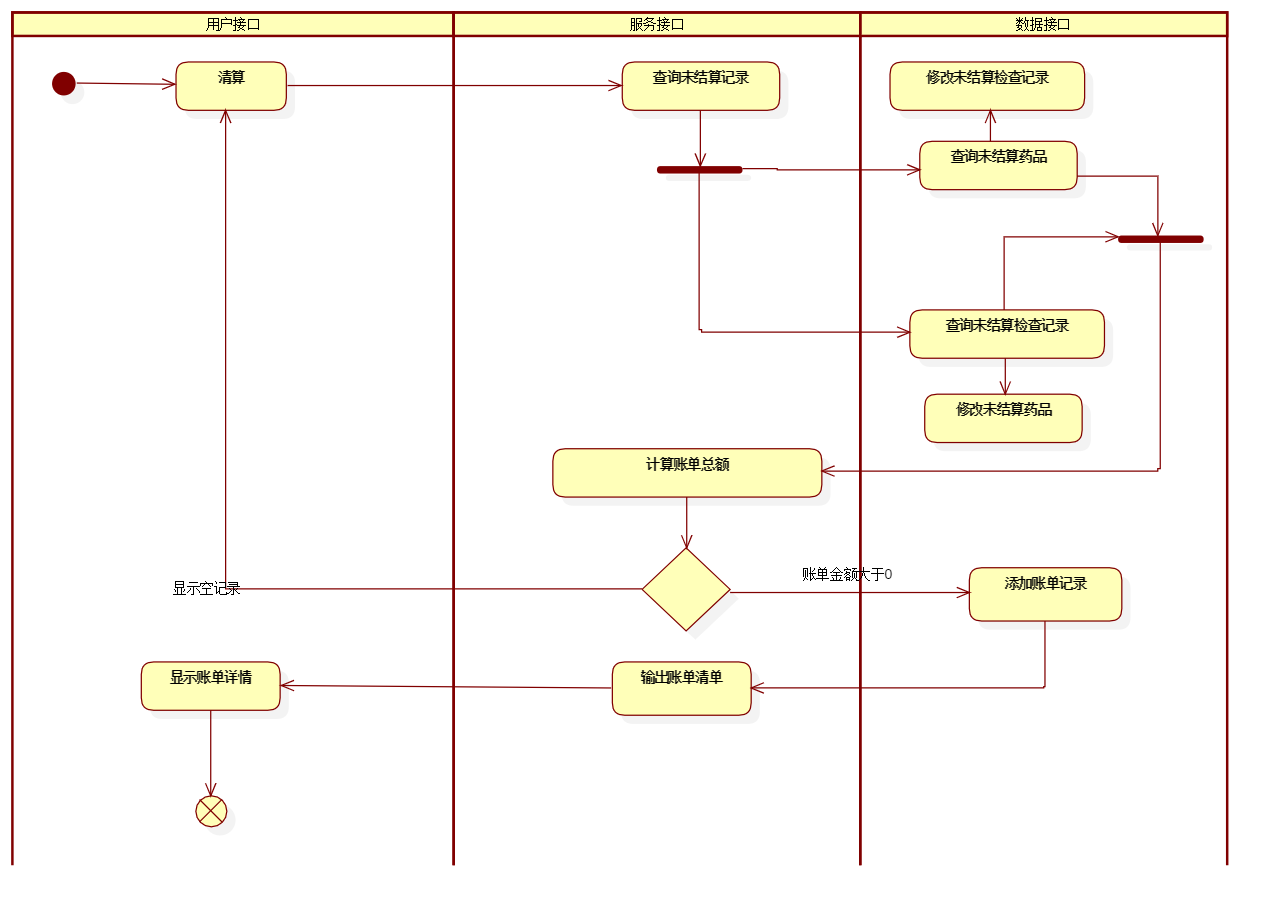 用户接口
服务接口
数据接口
清算
查询未结算记录
修改未结算检查记录
查询未结算药品
查询未结算检查记录
修改未结算药品
计算账单总额
显示空记录
账单金额大于0
添加账单记录
显示账单详情
输出账单清单